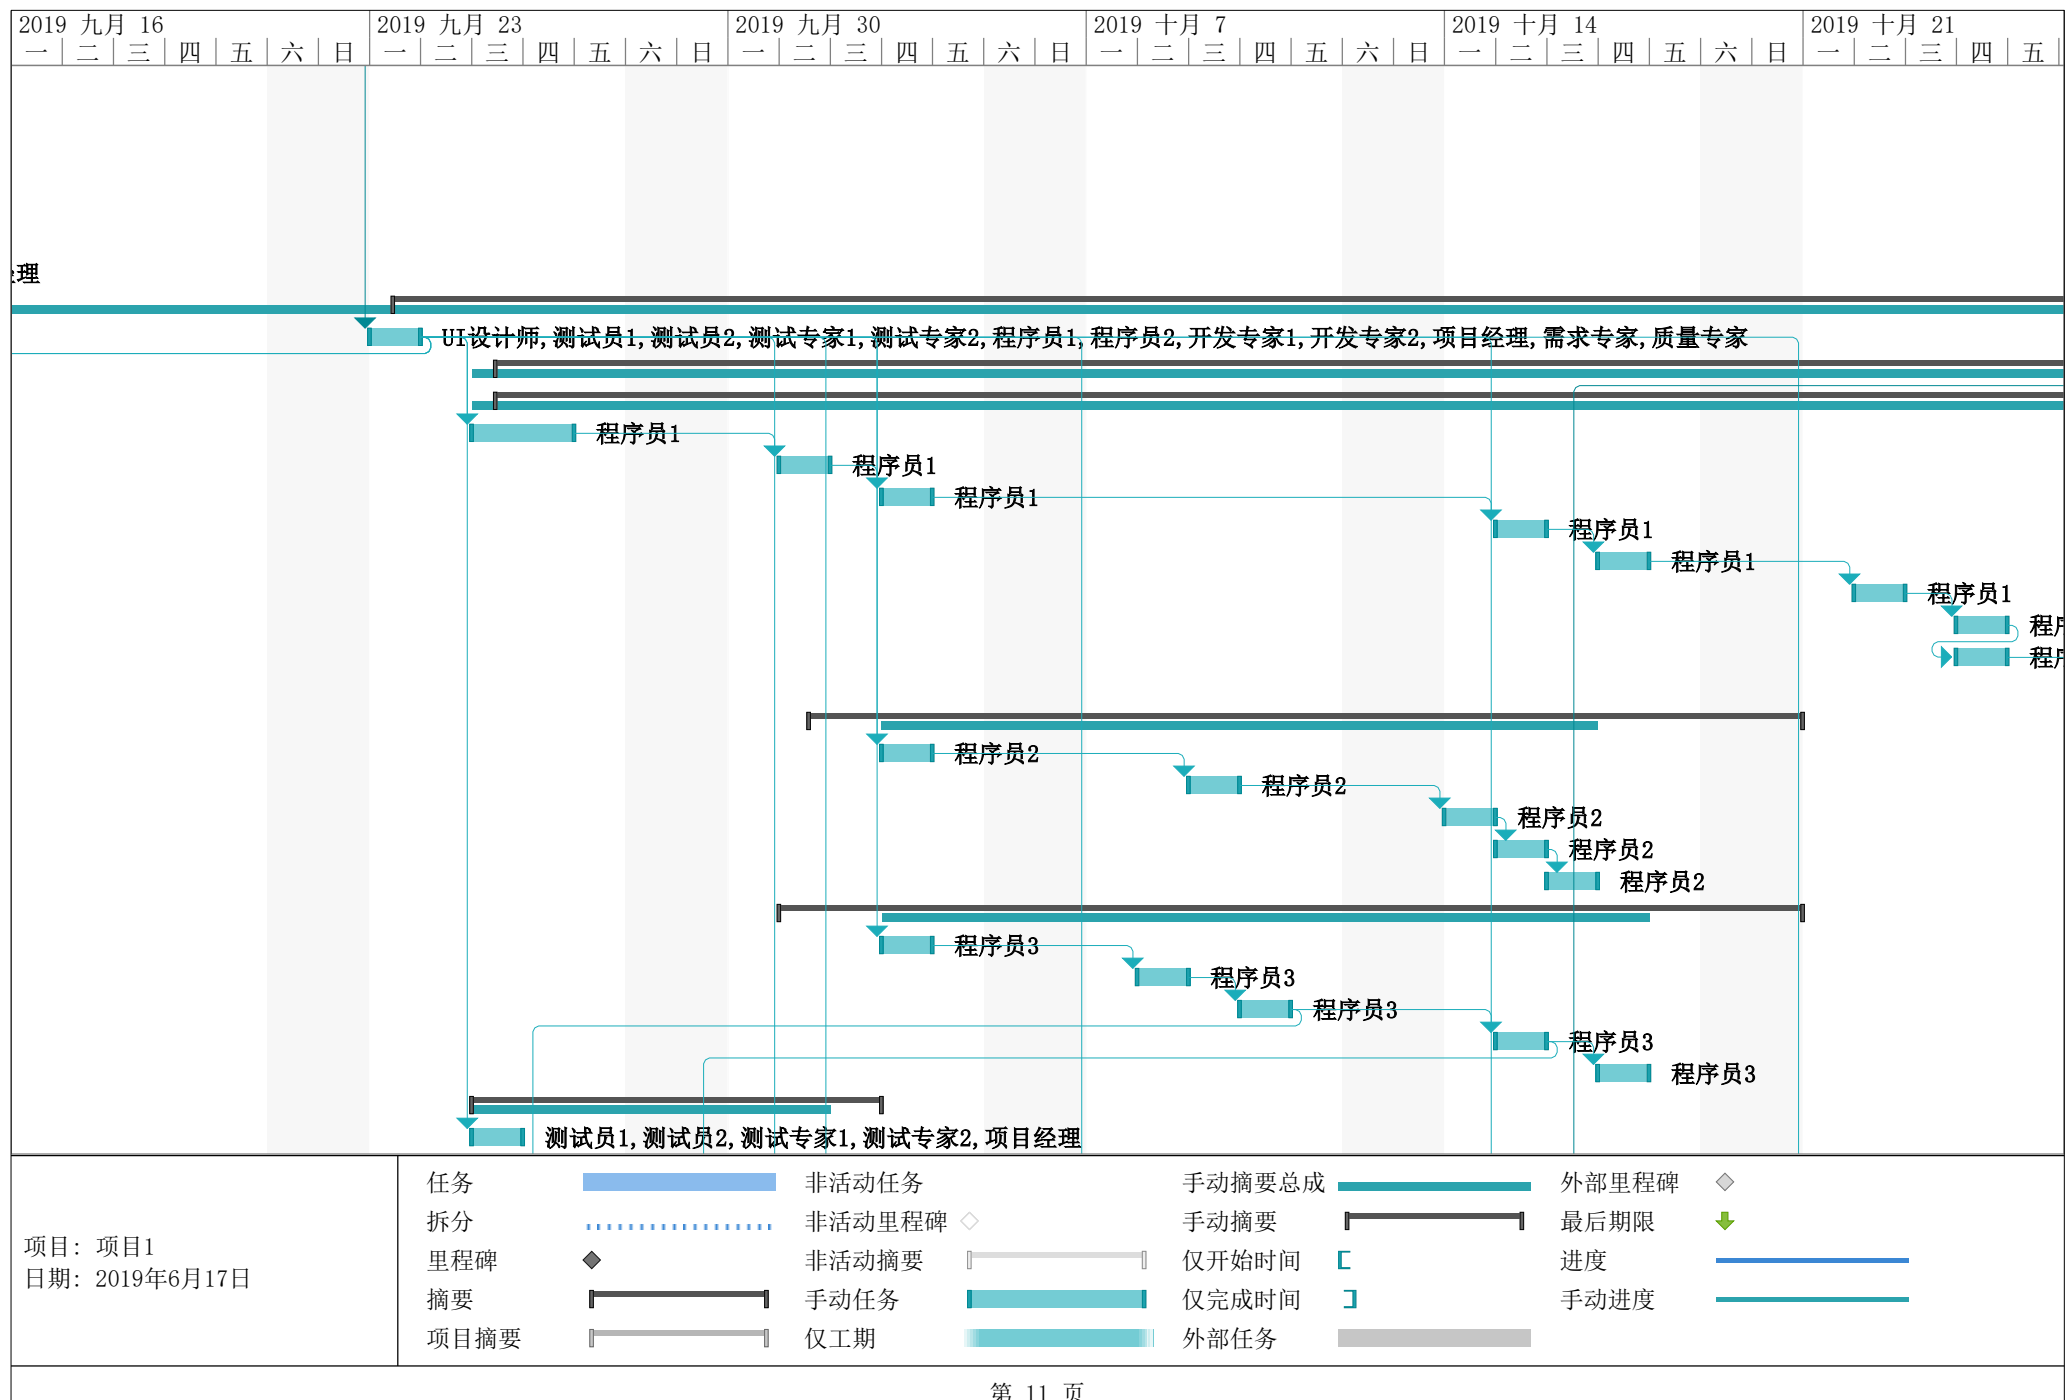 2019 九月 16 2019 九月 23 2019 九月 30 2019 十月 7 2019 十月 14 2019 十月 21
一 二 三 四 五 六 日 一 二 三 四 五 六 日 一 二 三 四 五 六 日 一 二 三 四 五 六 日 一 二 三 四 五 六 日 一 二 三 四 五
理
UI设计师,测试员1,测试员2,测试专家1,测试专家2,程序员1,程序员2,开发专家1,开发专家2,项目经理,需求专家,质量专家
程序员1
程序员1
程序员1
程序员1
程序员1
程序员1
程
程
程序员2
程序员2
程序员2
程序员2
程序员2
程序员3
程序员3
程序员3
程序员3
程序员3
测试员1,测试员2,测试专家1,测试专家2,项目经理
项目: 项目1
日期: 2019年6月17日
任务 非活动任务 手动摘要总成 外部里程碑
拆分 非活动里程碑 手动摘要 最后期限
里程碑 非活动摘要 仅开始时间 进度
摘要 手动任务 仅完成时间 手动进度
项目摘要 仅工期 外部任务
第 11 页